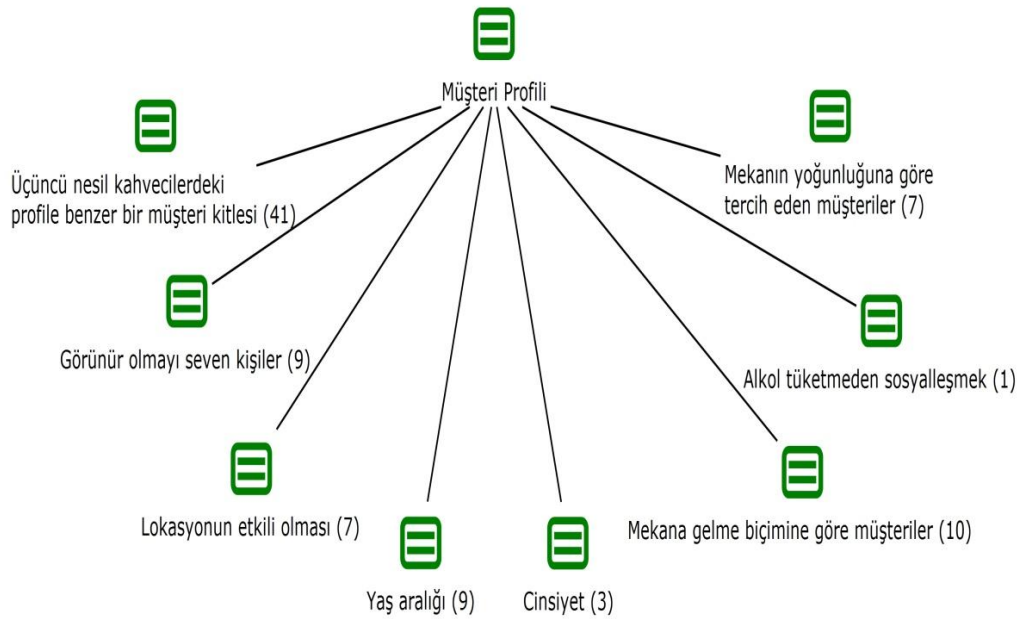 Müşteri Profili
Üçüncü nesil kahvecilerdeki
profile benzer bir müşteri kitlesi (41)
Mekanın yoğunluğuna göre
tercih eden müşteriler (7)
Görünür olmayı seven kişiler (9)
Alkol tüketmeden sosyalleşmek (1)
Lokasyonun etkili olması (7)
Mekana gelme biçimine göre müşteriler (10)
Yaş aralığı (9)
Cinsiyet (3)